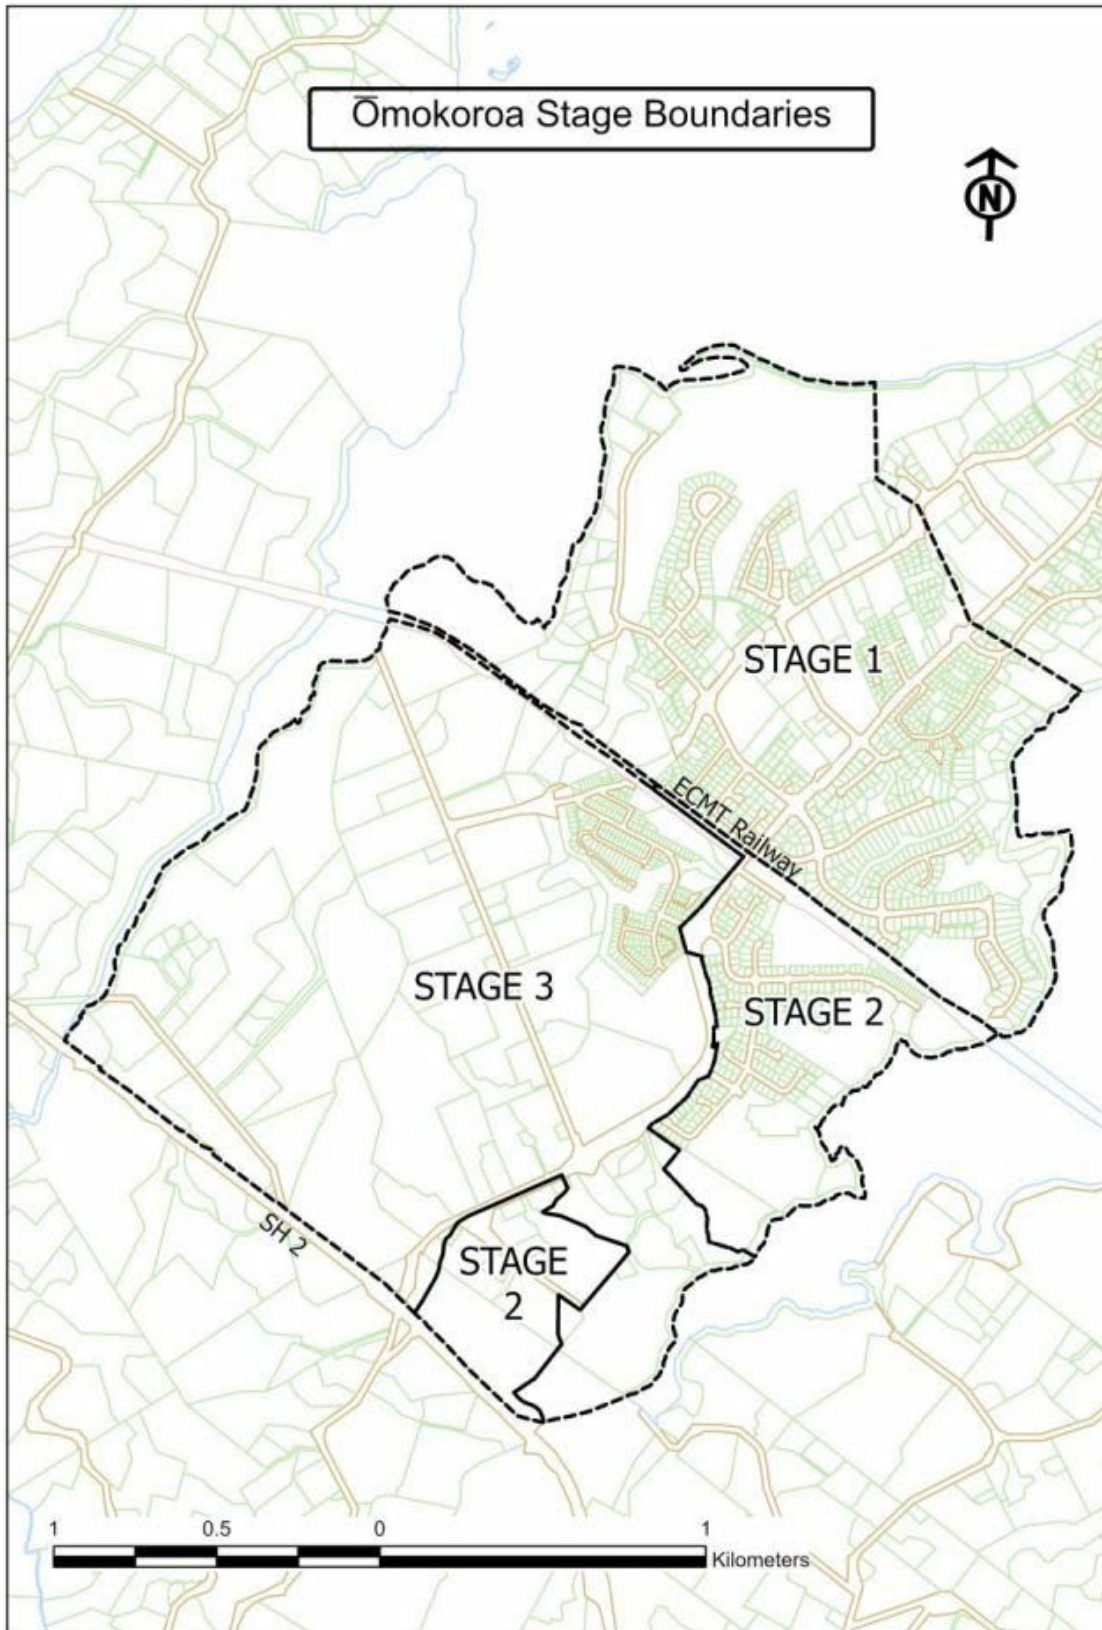 Ōmokoroa Stage Boundaries
N
STAGE 1
ECMT Railway
STAGE 3
STAGE 2
SH 2
STAGE
2
1 0.5 0 1
Kilometers